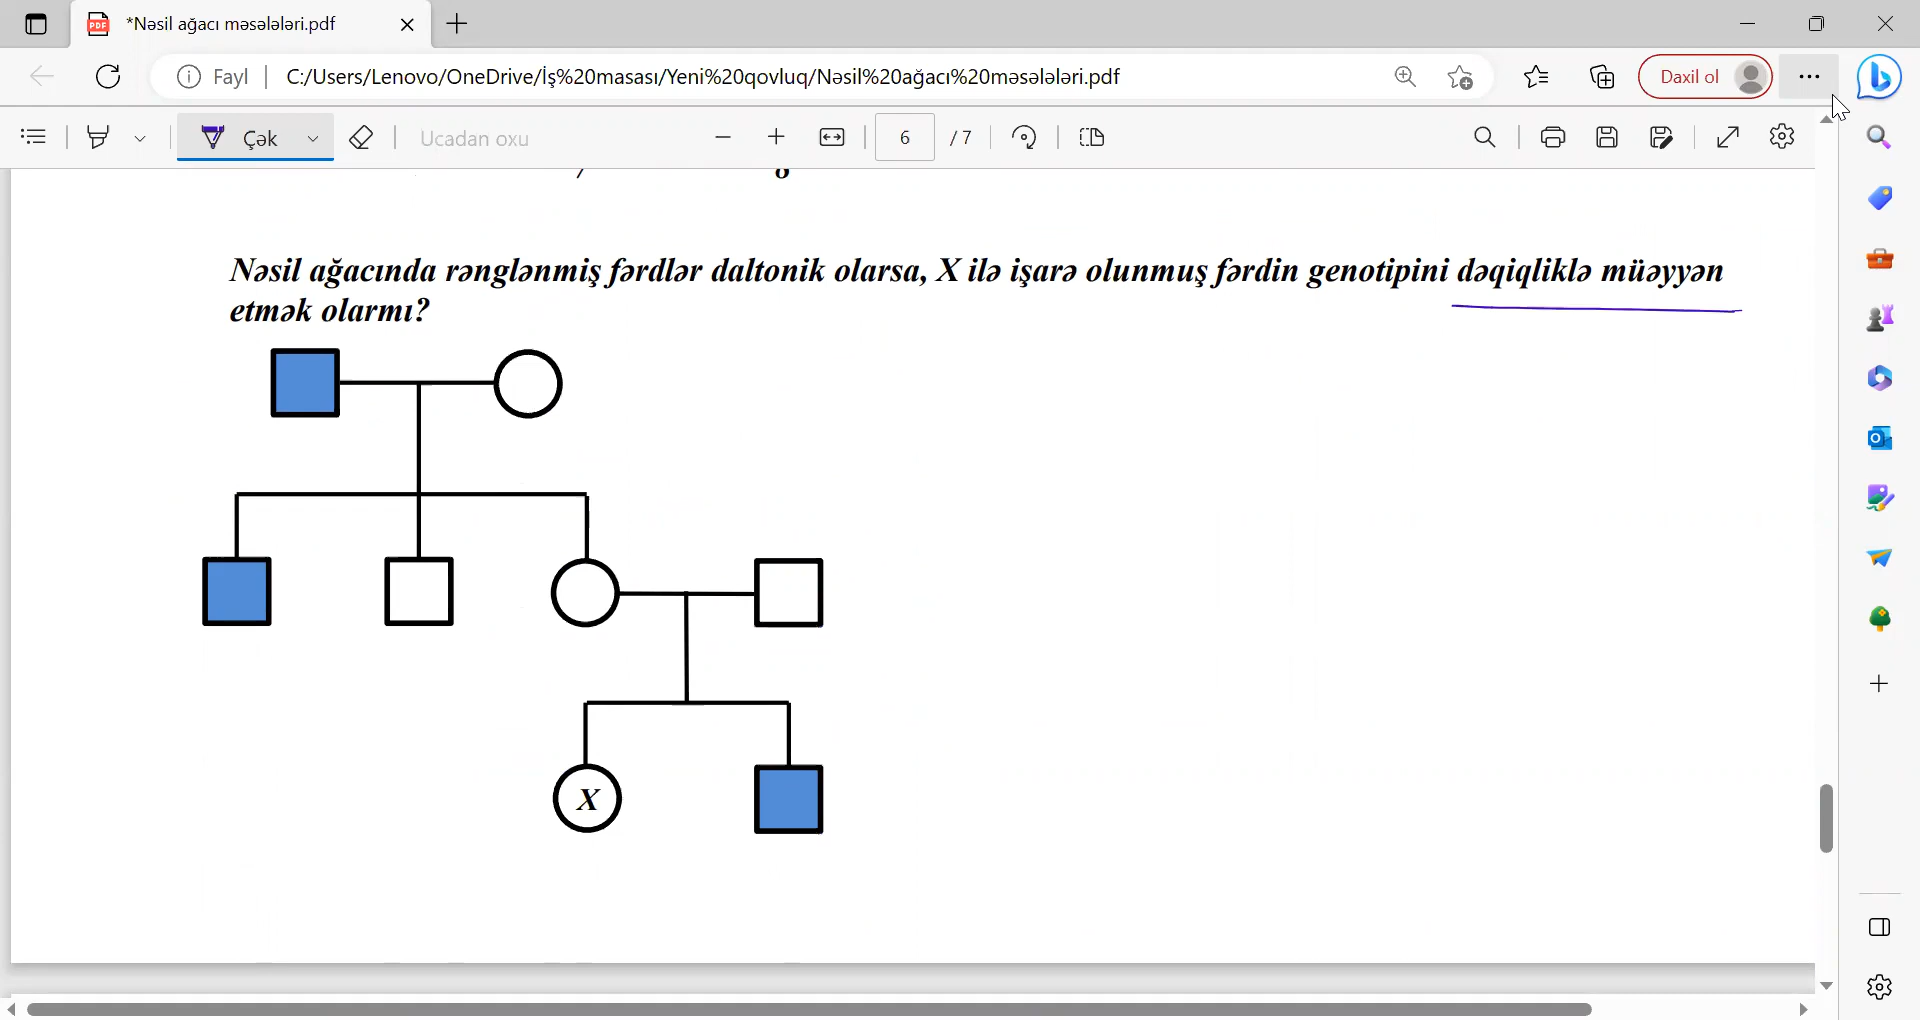 *Nəsil ağacı məsələləri.pdf
Fayl
C:/Users/Lenovo/OneDrive/İş%20masası/Yeni%20qovluq/Nəsil%20ağacı%20məsələləri.pdf
Daxil ol
Çək
Ucadan oxu
6 / 7
Nəsil ağacında rənglənmiş fərdlər daltonik olarsa, X ilə işarə olunmuş fərdin genotipini dəqiqliklə müəyyən
etmək olarmı?
X